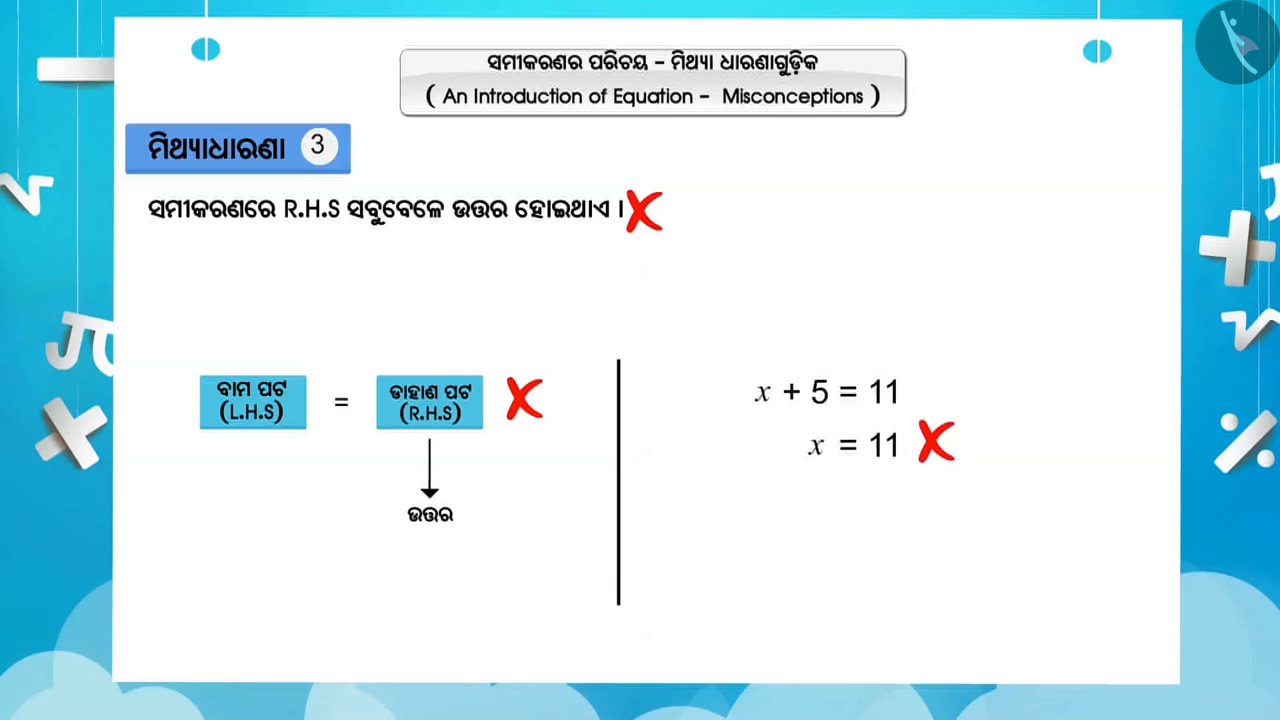 ସମୀକରଣର ପରିଚୟ – ମିଥ୍ୟା ଧାରଣାଗୁଡ଼ିକ
( An Introduction of Equation – Misconceptions )
ମିଥ୍ୟାଧାରଣା 3
ସମୀକରଣରେ R.H.S ସବୁବେଳେ ଉତ୍ତର ହୋଇଥାଏ ।
ବାମ ପଟ = ଡାହାଣ ପଟ
(L.H.S) (R.H.S)
ଉତ୍ତର
x + 5 = 11
x = 11